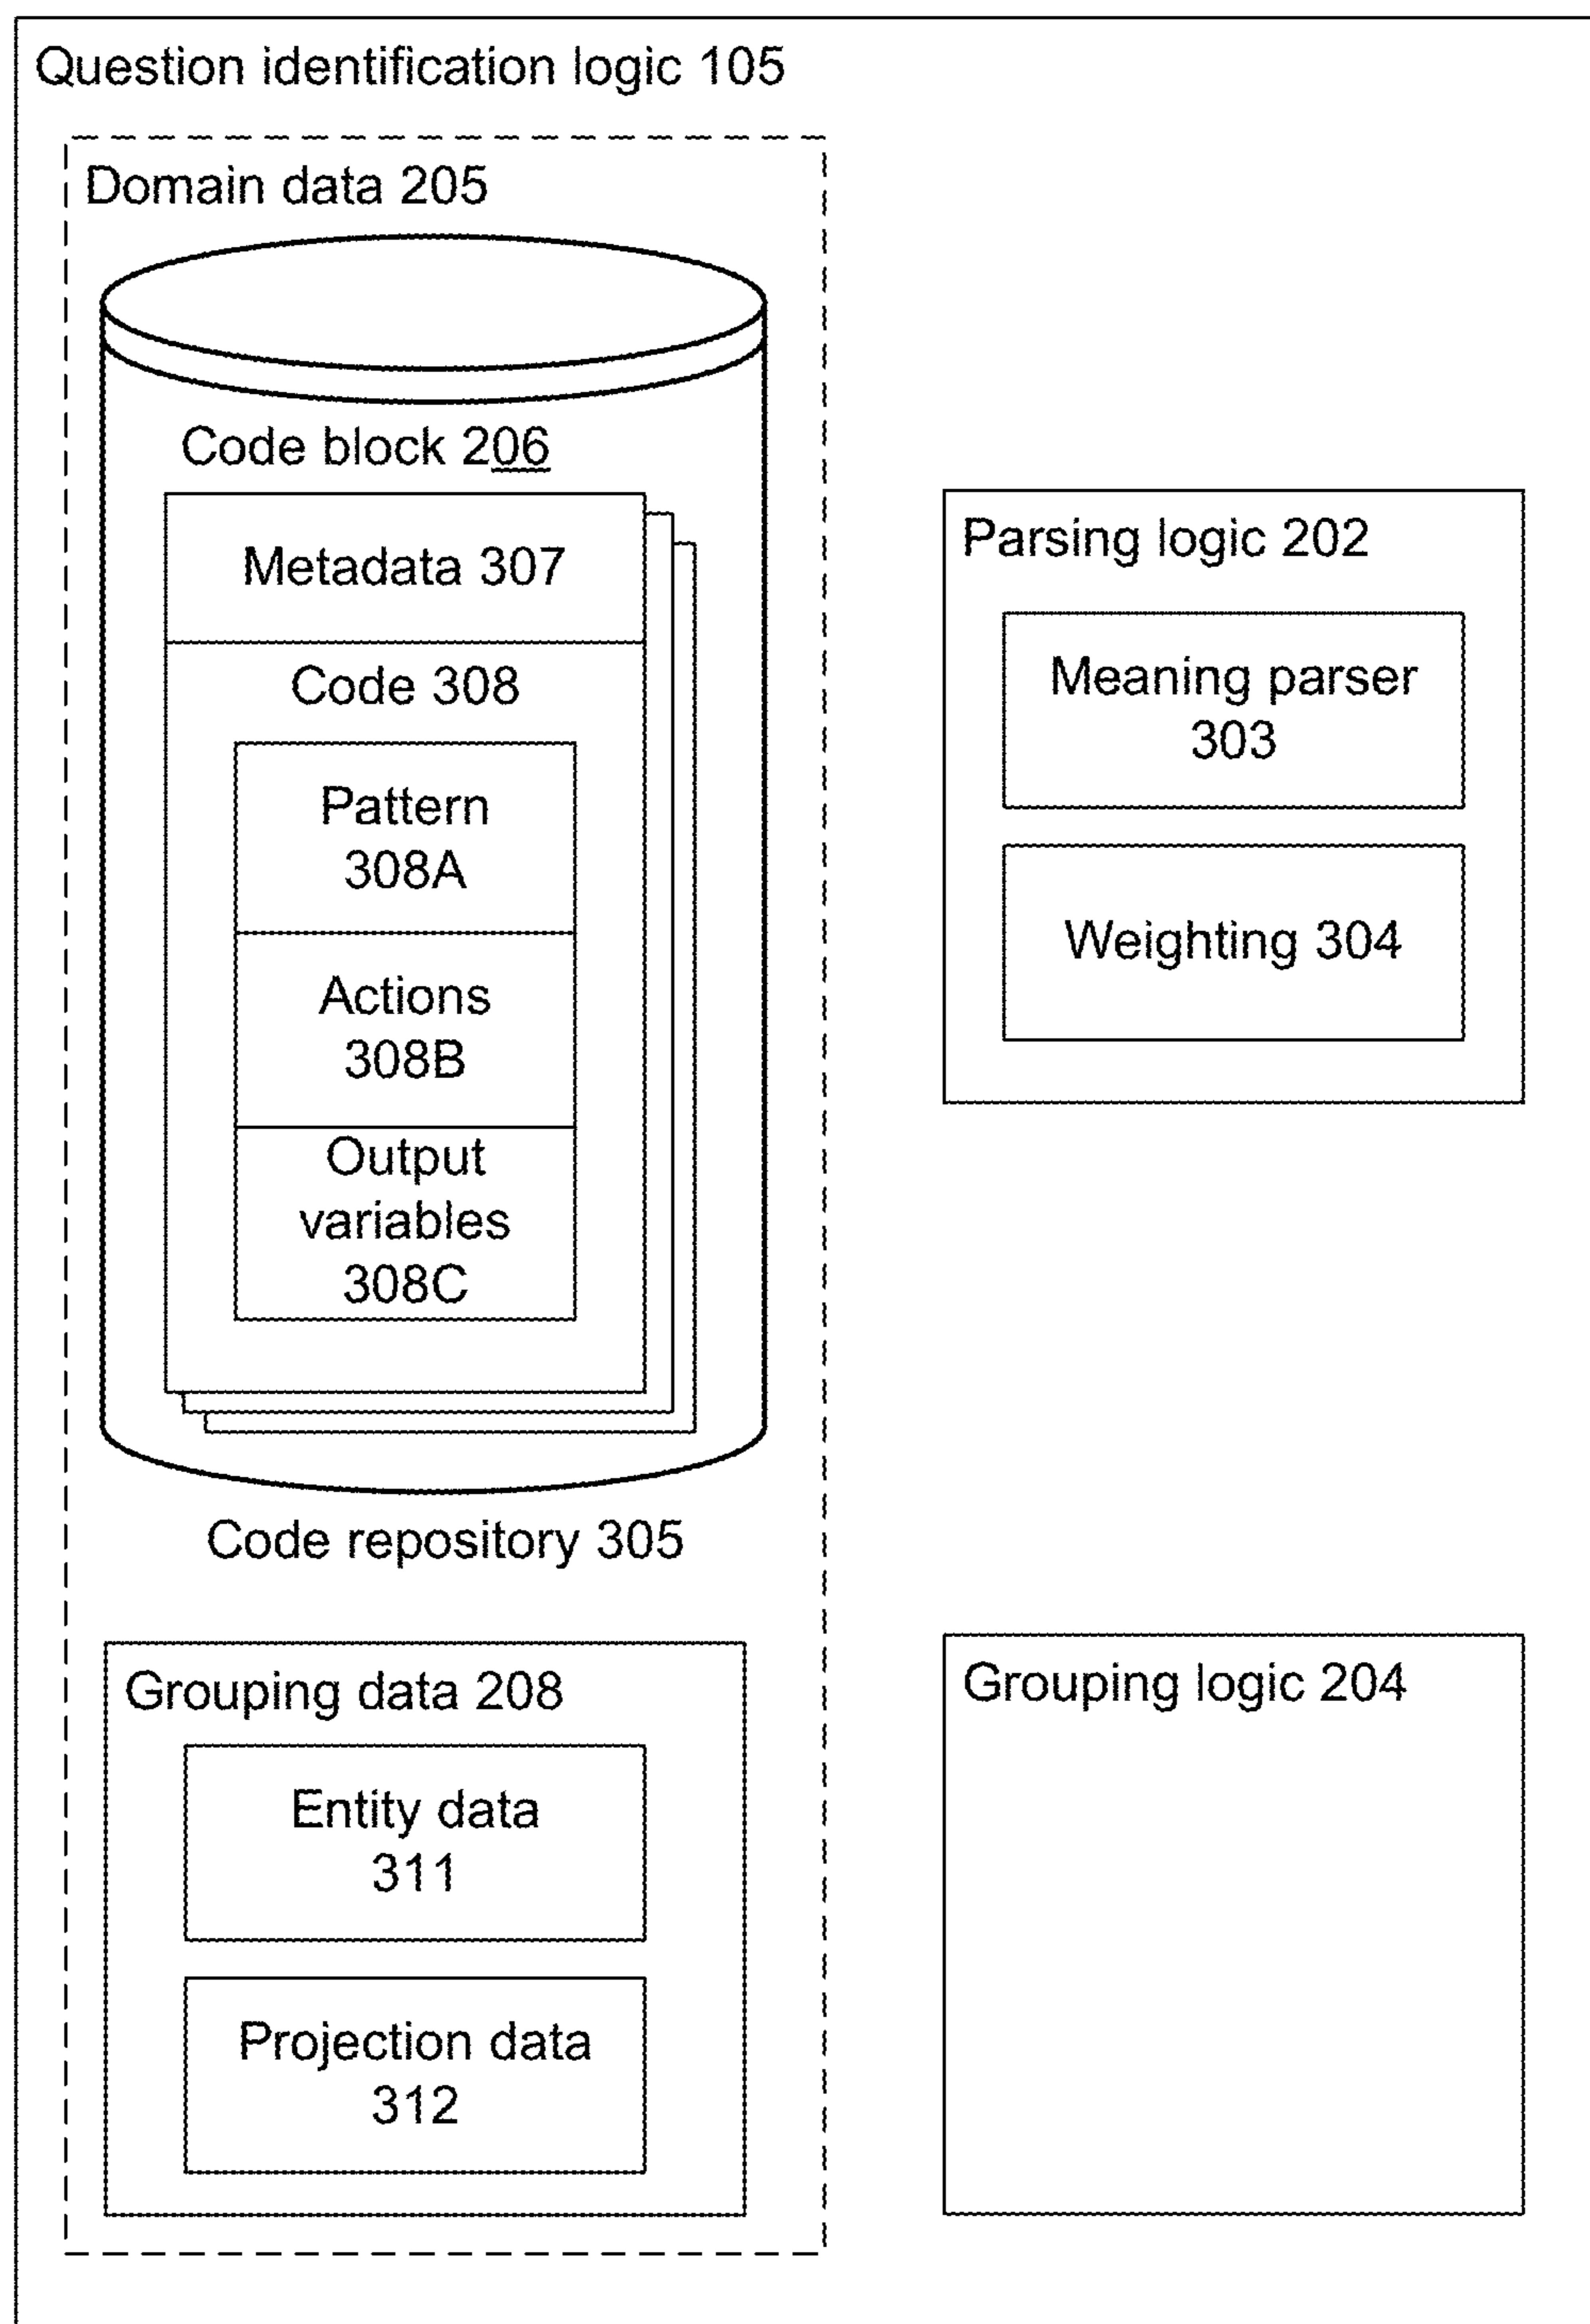 Question identification logic 105
Domain data 205
Code block 206
Metadata 307
Code 308
Pattern
308A
Actions
308B
Output
variables
308C
Code repository 305
Grouping data 208
Entity data
311
Projection data
312
Parsing logic 202
Meaning parser
303
Weighting 304
Grouping logic 204